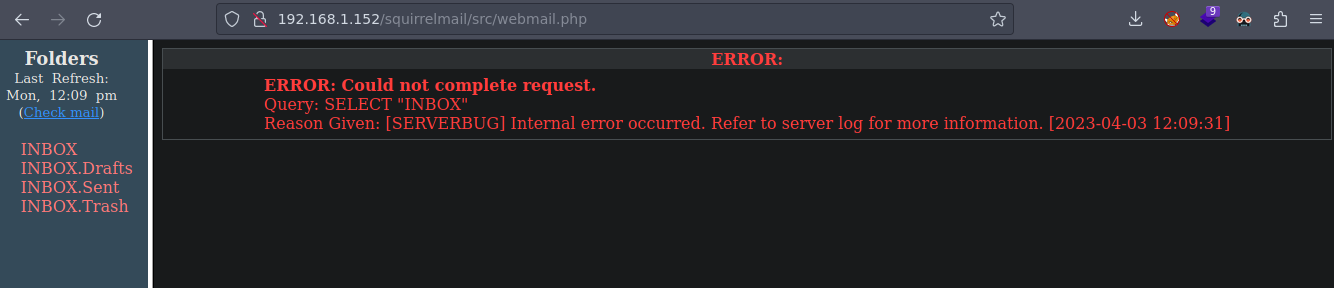 192.168.1.152/squirrelmail/src/webmail.php
9
Folders
Last Refresh:
Mon, 12:09 pm
(Check mail)
INBOX
INBOX.Drafts
INBOX.Sent
INBOX.Trash
ERROR:
ERROR: Could not complete request.
Query: SELECT "INBOX"
Reason Given: [SERVERBUG] Internal error occurred. Refer to server log for more information. [2023-04-03 12:09:31]